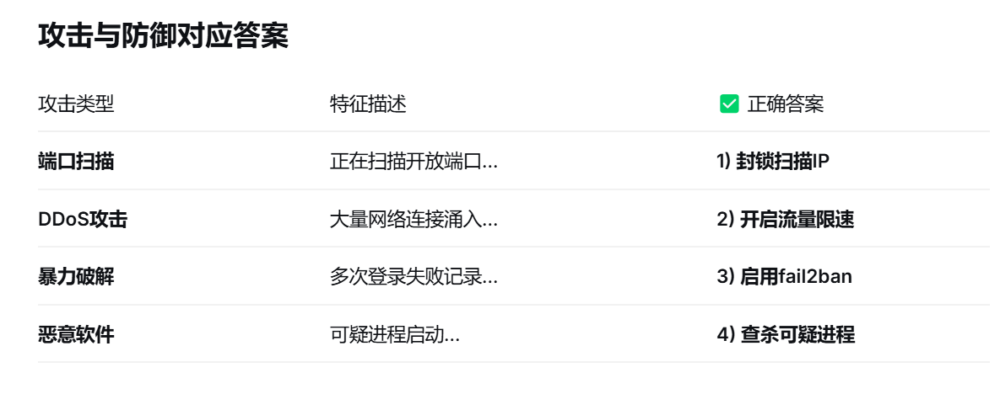 攻击与防御对应答案
攻击类型 特征描述 ✅ 正确答案
端口扫描 正在扫描开放端口... 1) 封锁扫描IP
DDoS攻击 大量网络连接涌入... 2) 开启流量限速
暴力破解 多次登录失败记录... 3) 启用fail2ban
恶意软件 可疑进程启动... 4) 查杀可疑进程